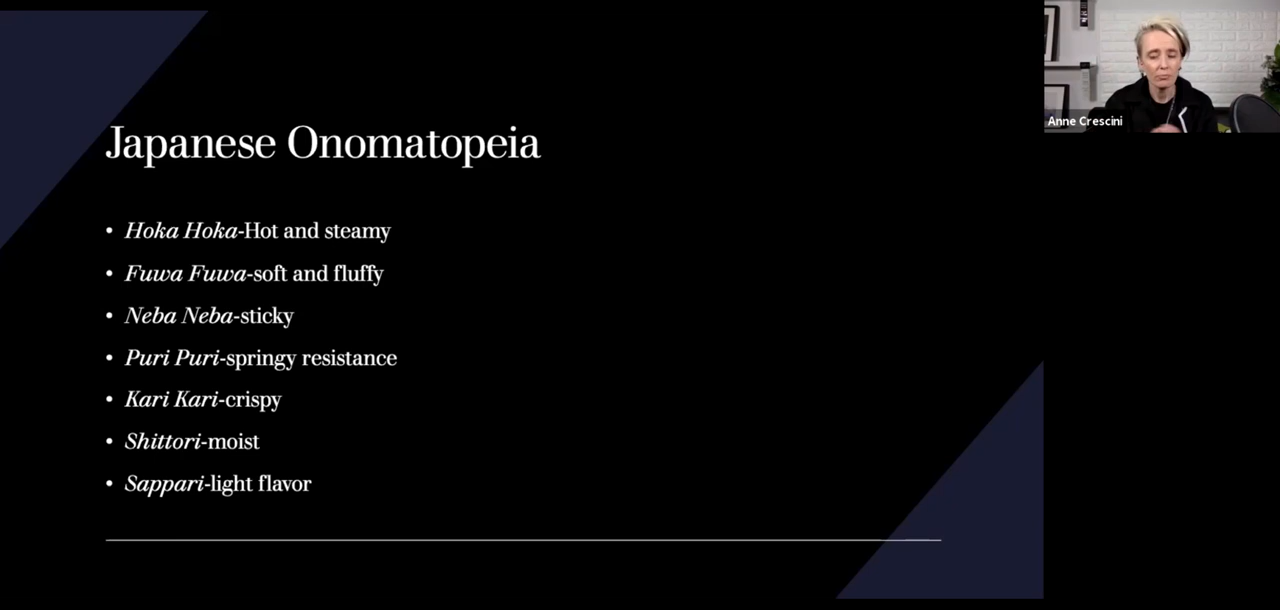 Japanese Onomatopeia
• Hoka Hoka-Hot and steamy
• Fuwa Fuwa-soft and fluffy
• Neba Neba-sticky
• Puri Puri-springy resistance
• Kari Kari-crispy
• Shittori-moist
• Sappari-light flavor
Anne Crescini